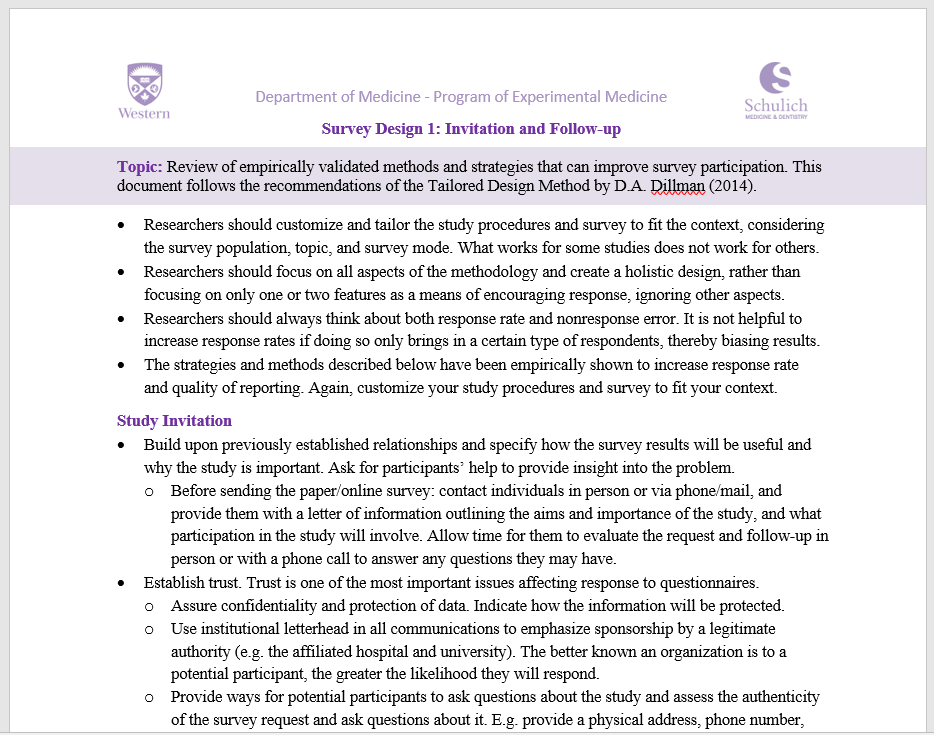 Western
Department of Medicine - Program of Experimental Medicine
Schulich
MEDICINE & DENTISTRY
Survey Design 1: Invitation and Follow-up
Topic: Review of empirically validated methods and strategies that can improve survey participation. This
document follows the recommendations of the Tailored Design Method by D.A. Dillman (2014).
• Researchers should customize and tailor the study procedures and survey to fit the context, considering
the survey population, topic, and survey mode. What works for some studies does not work for others.
• Researchers should focus on all aspects of the methodology and create a holistic design, rather than
focusing on only one or two features as a means of encouraging response, ignoring other aspects.
• Researchers should always think about both response rate and nonresponse error. It is not helpful to
increase response rates if doing so only brings in a certain type of respondents, thereby biasing results.
• The strategies and methods described below have been empirically shown to increase response rate
and quality of reporting. Again, customize your study procedures and survey to fit your context.
Study Invitation
• Build upon previously established relationships and specify how the survey results will be useful and
why the study is important. Ask for participants’ help to provide insight into the problem.
o Before sending the paper/online survey: contact individuals in person or via phone/mail, and
provide them with a letter of information outlining the aims and importance of the study, and what
participation in the study will involve. Allow time for them to evaluate the request and follow-up in
person or with a phone call to answer any questions they may have.
• Establish trust. Trust is one of the most important issues affecting response to questionnaires.
o Assure confidentiality and protection of data. Indicate how the information will be protected.
o Use institutional letterhead in all communications to emphasize sponsorship by a legitimate
authority (e.g. the affiliated hospital and university). The better known an organization is to a
potential participant, the greater the likelihood they will respond.
o Provide ways for potential participants to ask questions about the study and assess the authenticity
of the survey request and ask questions about it. E.g. provide a physical address, phone number,